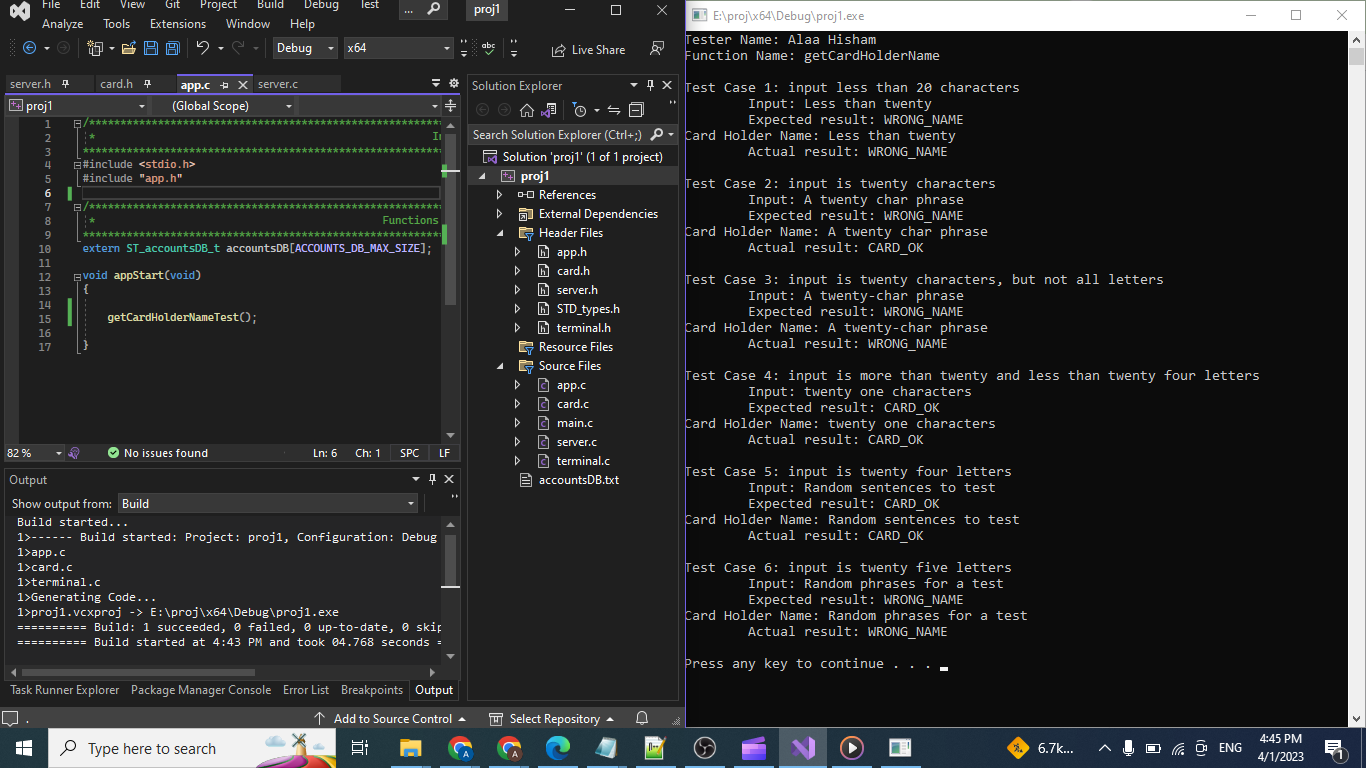 File Edit View Git Project Build Debug Test
Analyze Tools Extensions Window Help
...
proj1
Debug
x64
abc
Live Share
server.h card.h app.c server.c
proj1 (Global Scope)
1 /********************************************************
2 * In
3 ********************************************************
4 #include <stdio.h>
5 #include "app.h"
6
7 /********************************************************
8 * Functions
9 ********************************************************
10 extern ST_accountsDB_t accountsDB[ACCOUNTS_DB_MAX_SIZE];
11
12 void appStart(void)
13 {
14
15 getCardHolderNameTest();
16
17 }
82 % No issues found Ln: 6 Ch: 1 SPC LF
Output
Show output from: Build
Build started...
1>------ Build started: Project: proj1, Configuration: Debug
1>app.c
1>card.c
1>terminal.c
1>Generating Code...
1>proj1.vcxproj -> E:\proj\x64\Debug\proj1.exe
========== Build: 1 succeeded, 0 failed, 0 up-to-date, 0 skip
========== Build started at 4:43 PM and took 04.768 seconds =
Task Runner Explorer Package Manager Console Error List Breakpoints Output
Add to Source Control Select Repository
Solution Explorer
Search Solution Explorer (Ctrl+;)
Solution 'proj1' (1 of 1 project)
proj1
References
External Dependencies
Header Files
app.h
card.h
server.h
STD_types.h
terminal.h
Resource Files
Source Files
app.c
card.c
main.c
server.c
terminal.c
accountsDB.txt
E:\proj\x64\Debug\proj1.exe
Tester Name: Alaa Hisham
Function Name: getCardHolderName
Test Case 1: input less than 20 characters
Input: Less than twenty
Expected result: WRONG_NAME
Card Holder Name: Less than twenty
Actual result: WRONG_NAME
Test Case 2: input is twenty characters
Input: A twenty char phrase
Expected result: WRONG_NAME
Card Holder Name: A twenty char phrase
Actual result: CARD_OK
Test Case 3: input is twenty characters, but not all letters
Input: A twenty-char phrase
Expected result: WRONG_NAME
Card Holder Name: A twenty-char phrase
Actual result: WRONG_NAME
Test Case 4: input is more than twenty and less than twenty four letters
Input: twenty one characters
Expected result: CARD_OK
Card Holder Name: twenty one characters
Actual result: CARD_OK
Test Case 5: input is twenty four letters
Input: Random sentences to test
Expected result: CARD_OK
Card Holder Name: Random sentences to test
Actual result: CARD_OK
Test Case 6: input is twenty five letters
Input: Random phrases for a test
Expected result: WRONG_NAME
Card Holder Name: Random phrases for a test
Actual result: WRONG_NAME
Press any key to continue . . .
Type here to search
6.7k...
ENG
4:45 PM
4/1/2023
1